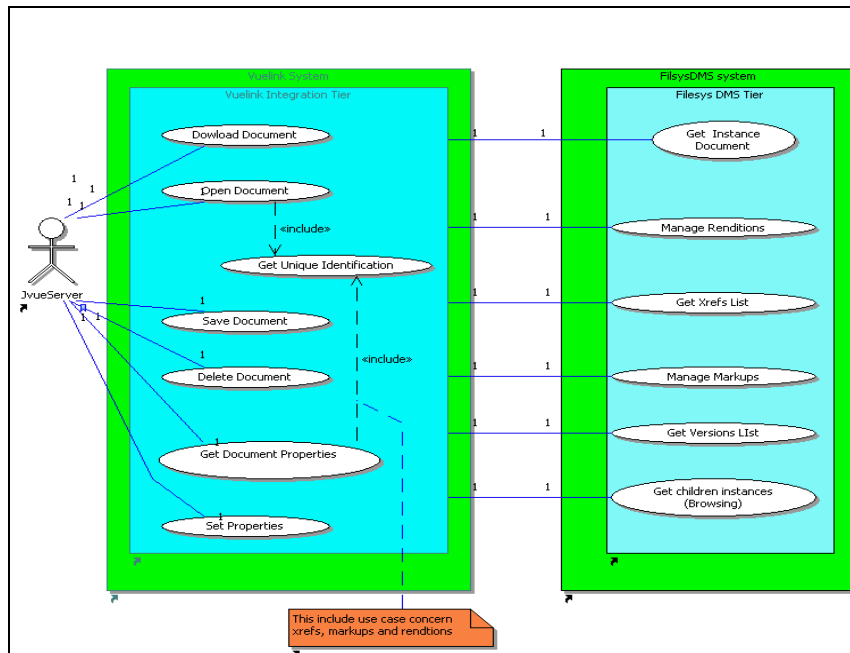 Vuelink System
Vuelink Integration Tier
Dowload Document
Open Document
«include»
Get Unique Identification
Save Document
«include»
Delete Document
Get Document Properties
Set Properties
JvueServer
1
1
1
1
1
1
1
1
1
1
1
FilsysDMS system
Filesys DMS Tier
1 1
Get Instance
Document
1 1
Manage Renditions
1 1
Get Xrefs List
1 1
Manage Markups
1 1
Get Versions LIst
1 1
Get children instances
(Browsing)
This include use case concern
xrefs, markups and rendtions